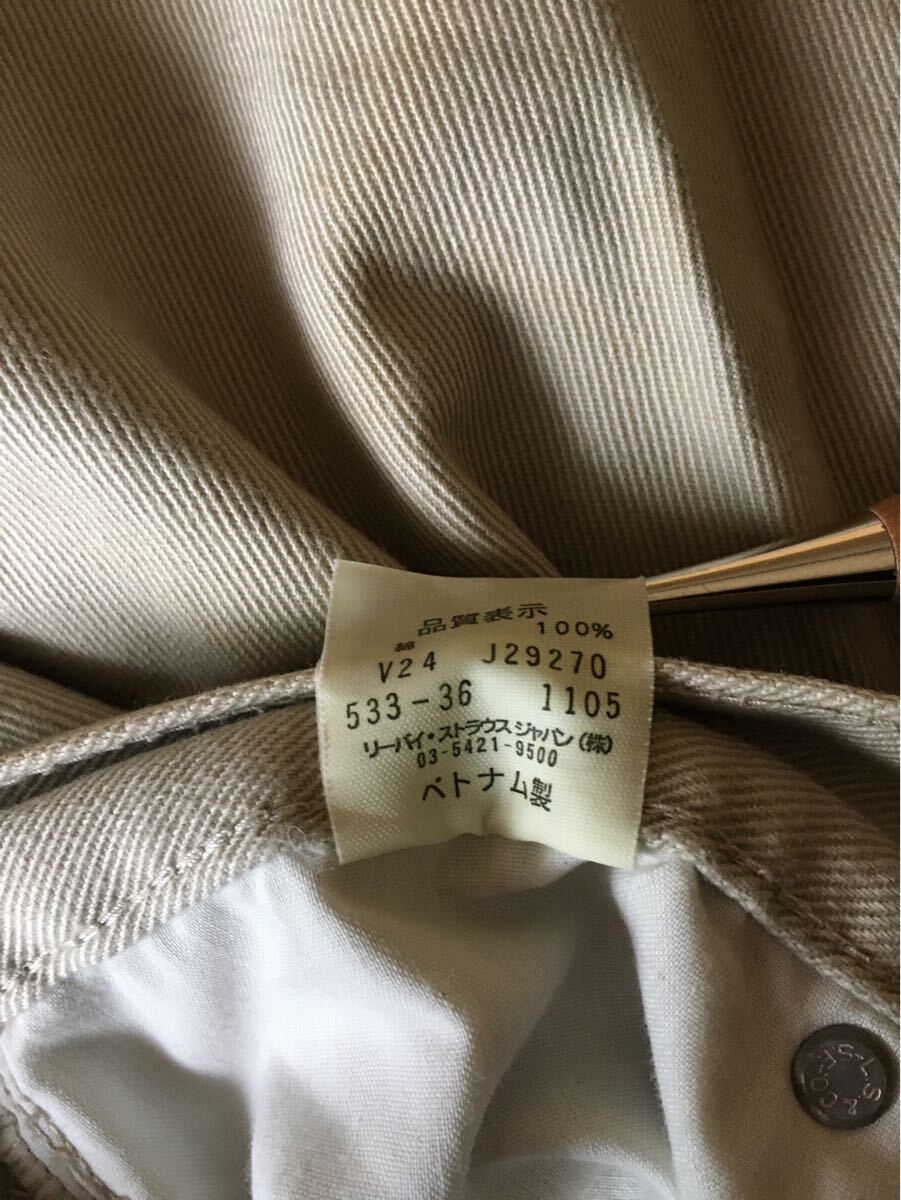 品質表示
綿 100%
V24 J29270
533-36 1105
リーバイ・ストラウス ジャパン(株)
03-5421-9500
ベトナム製
L.S.&CO-S.F-